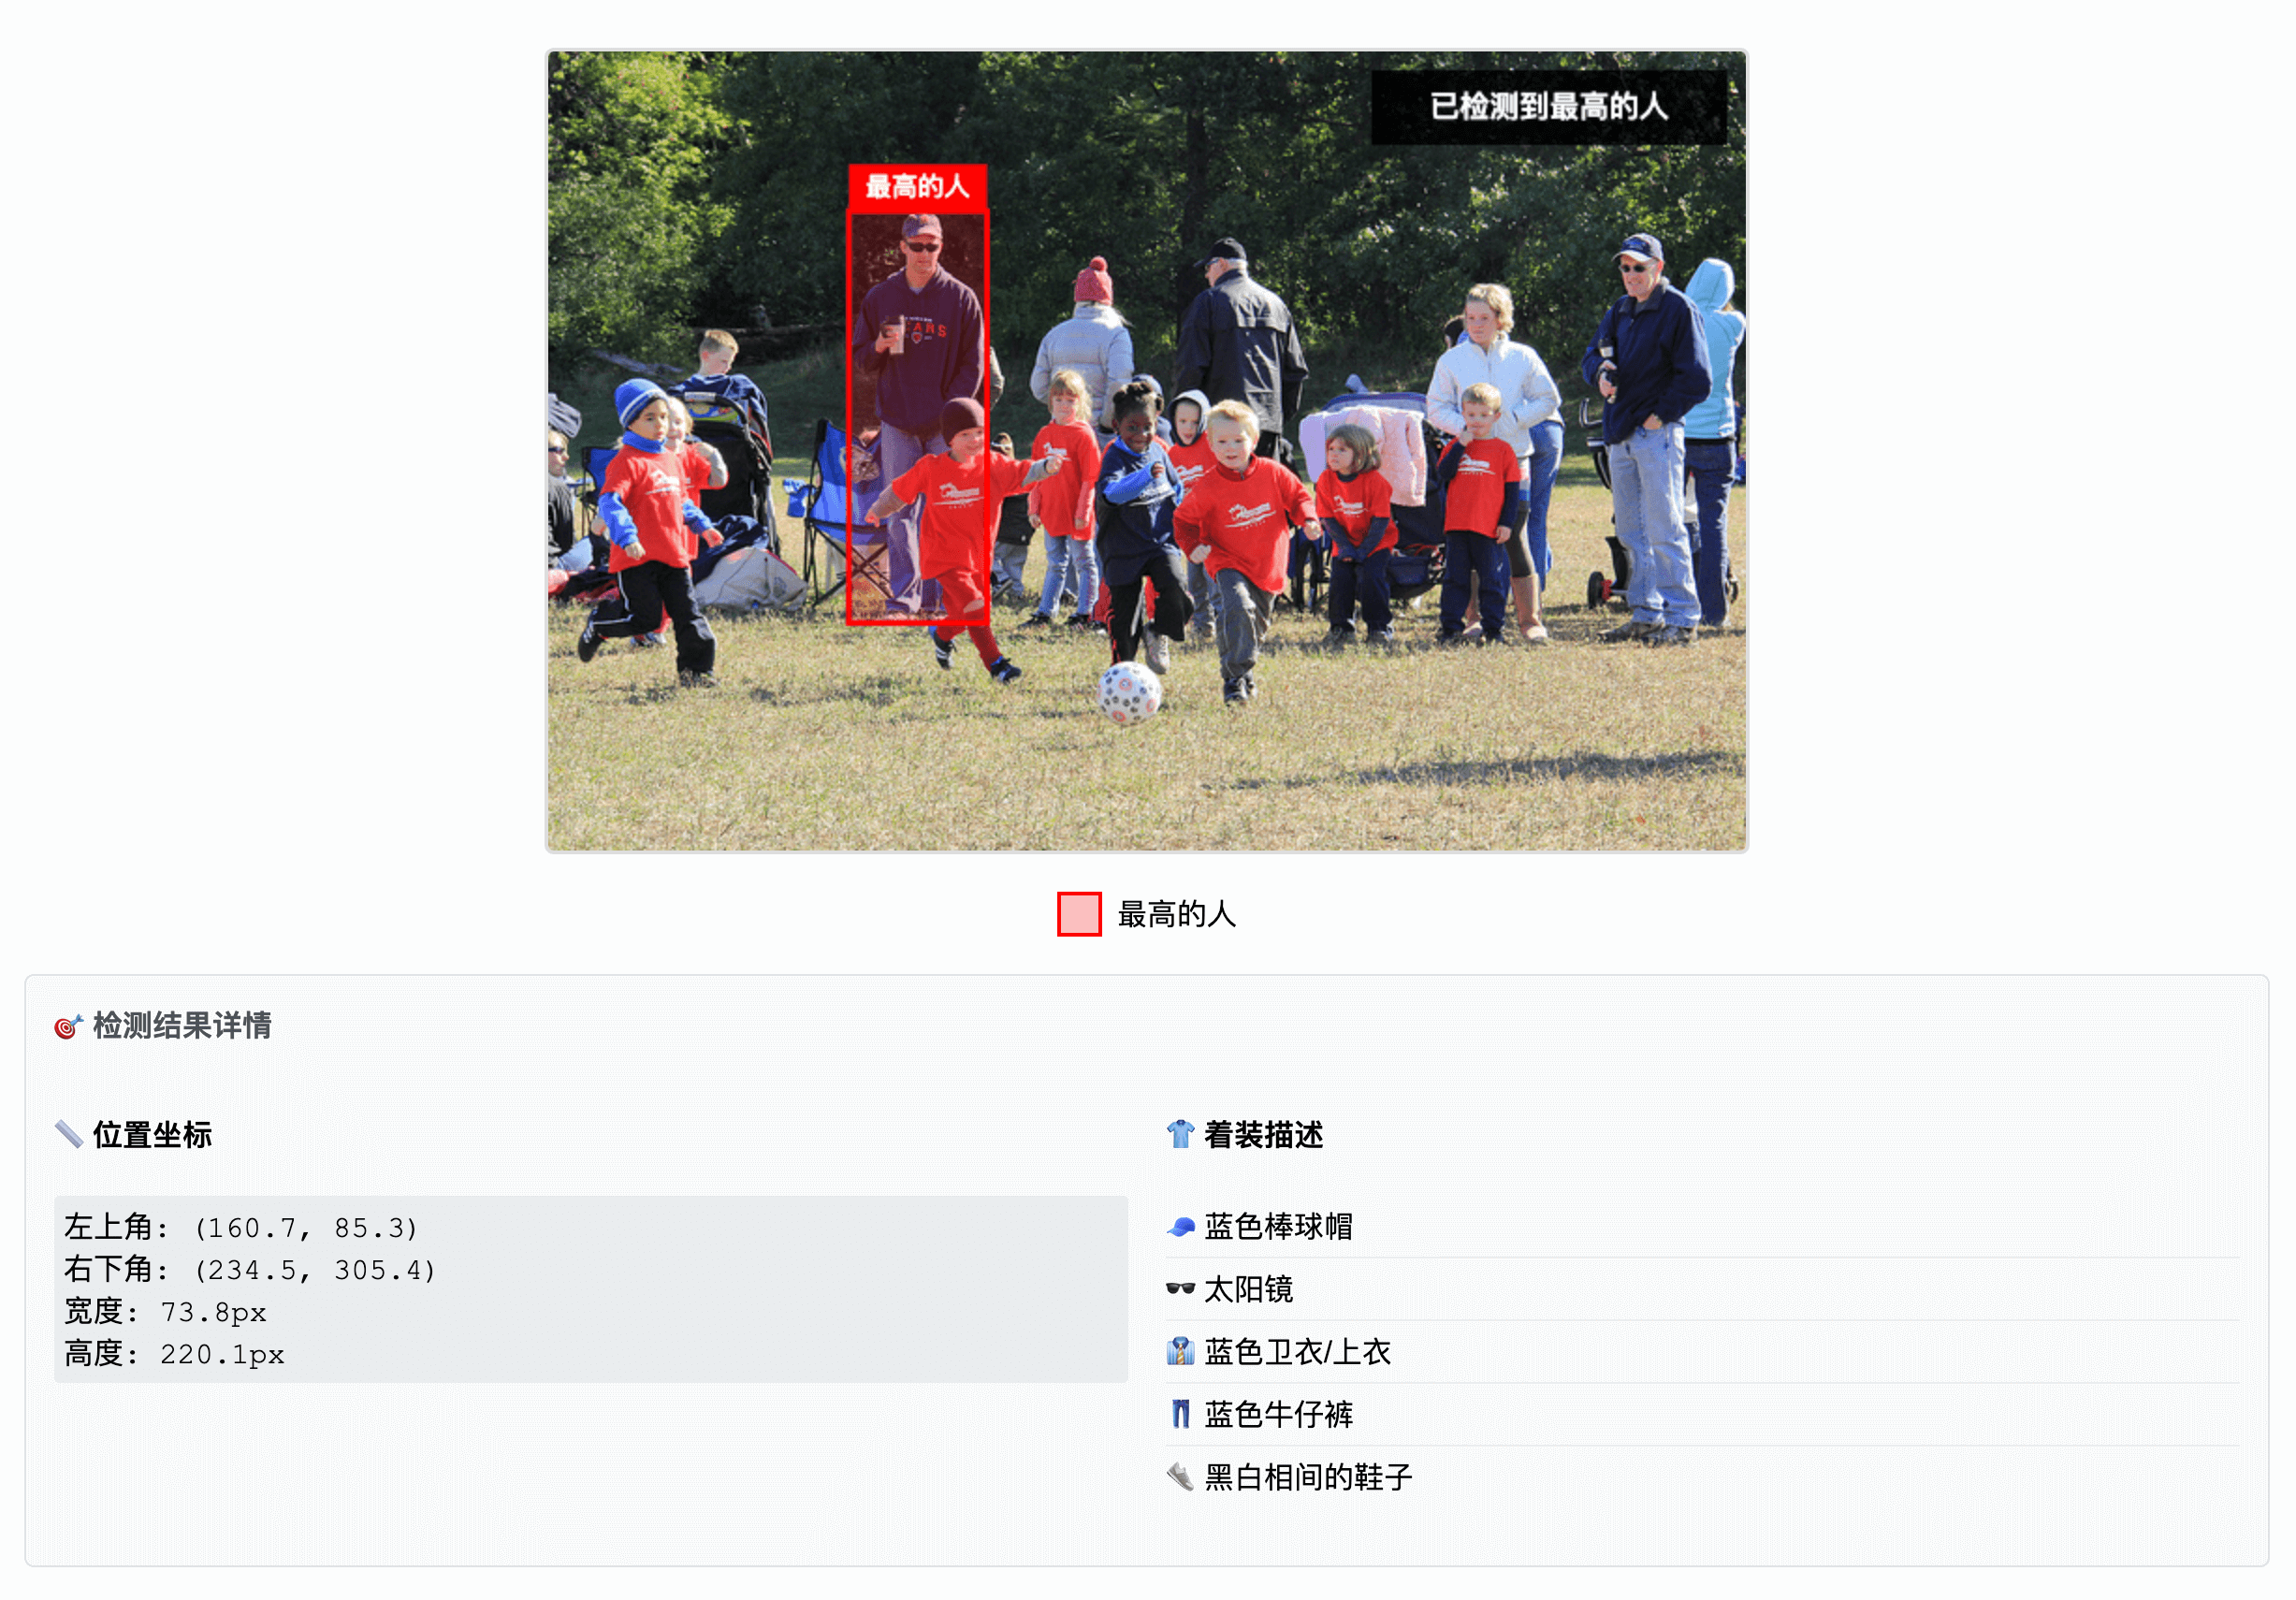 已检测到最高的人
最高的人
EARS
最高的人
检测结果详情
位置坐标
左上角: (160.7, 85.3)
右下角: (234.5, 305.4)
宽度: 73.8px
高度: 220.1px
着装描述
蓝色棒球帽
太阳镜
蓝色卫衣/上衣
蓝色牛仔裤
黑白相间的鞋子